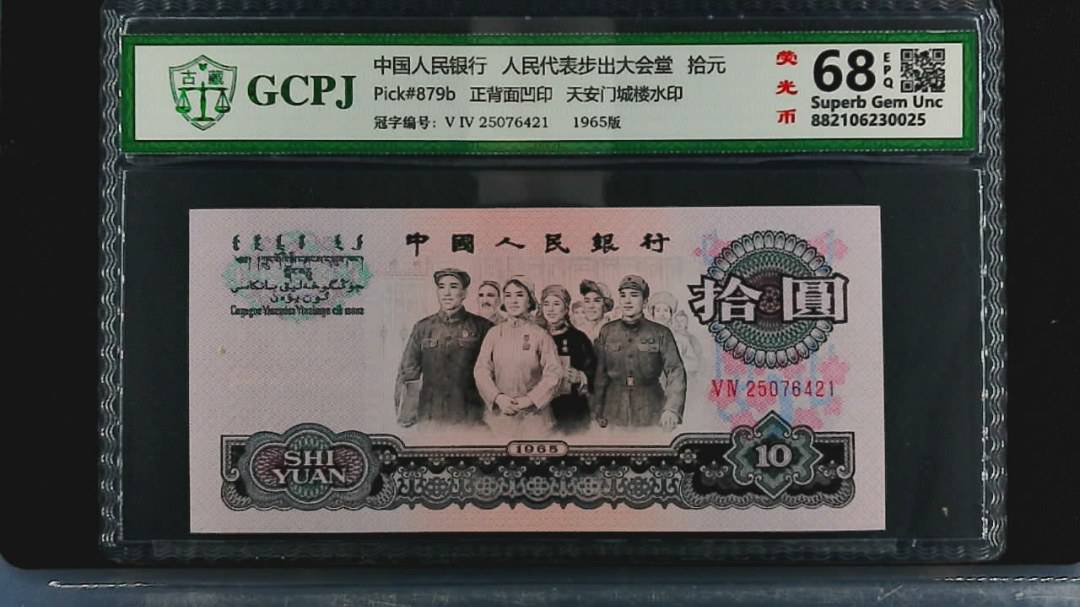 古藏
GCPJ
中国人民银行 人民代表步出大会堂 拾元
Pick#879b 正背面凹印 天安门城楼水印
冠字编号: V IV 25076421 1965版
荧光币
68
EPQ
Superb Gem Unc
882106230025
中國人民銀行
拾圓
VIV 25076421
1965
SHI
YUAN
10